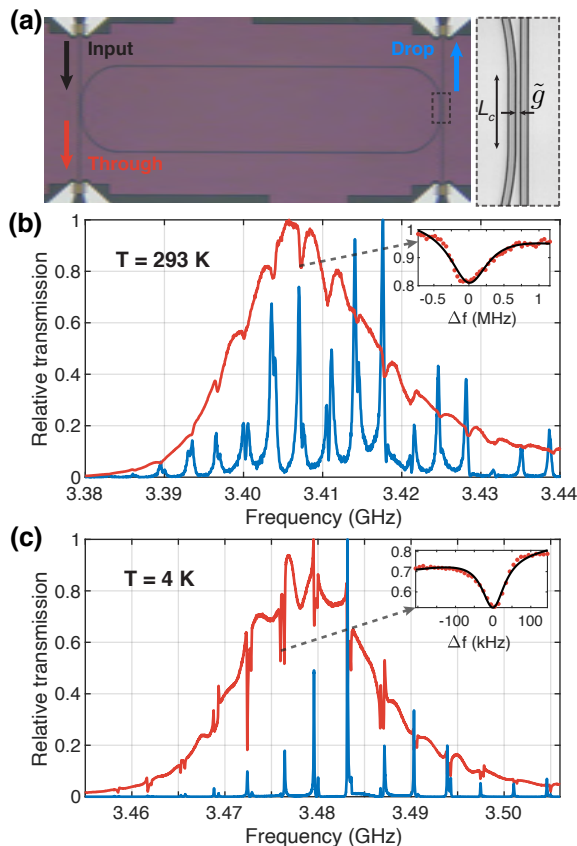 (a)
Input
Drop
Through
L_c
g̃
(b)
T = 293 K
Relative transmission
1
0.8
0.6
0.4
0.2
0
3.38 3.39 3.40 3.41 3.42 3.43 3.44
Frequency (GHz)
1
0.9
0.8
-0.5 0 0.5 1
Δf (MHz)
(c)
T = 4 K
Relative transmission
1
0.8
0.6
0.4
0.2
0
3.46 3.47 3.48 3.49 3.50
Frequency (GHz)
0.8
0.7
0.6
-100 0 100
Δf (kHz)